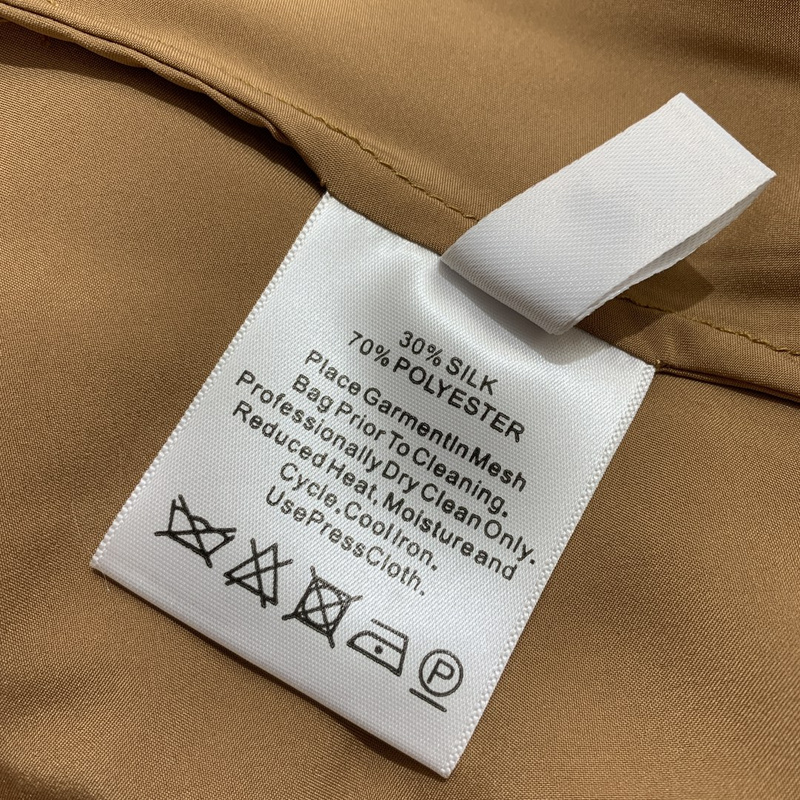 30% SILK
70% POLYESTER
Place GarmentIn Mesh
Bag Prior To Cleaning.
Professionally Dry Clean Only.
Reduced Heat, Moisture and
Cycle.Cool Iron.
UsePressCloth.
P